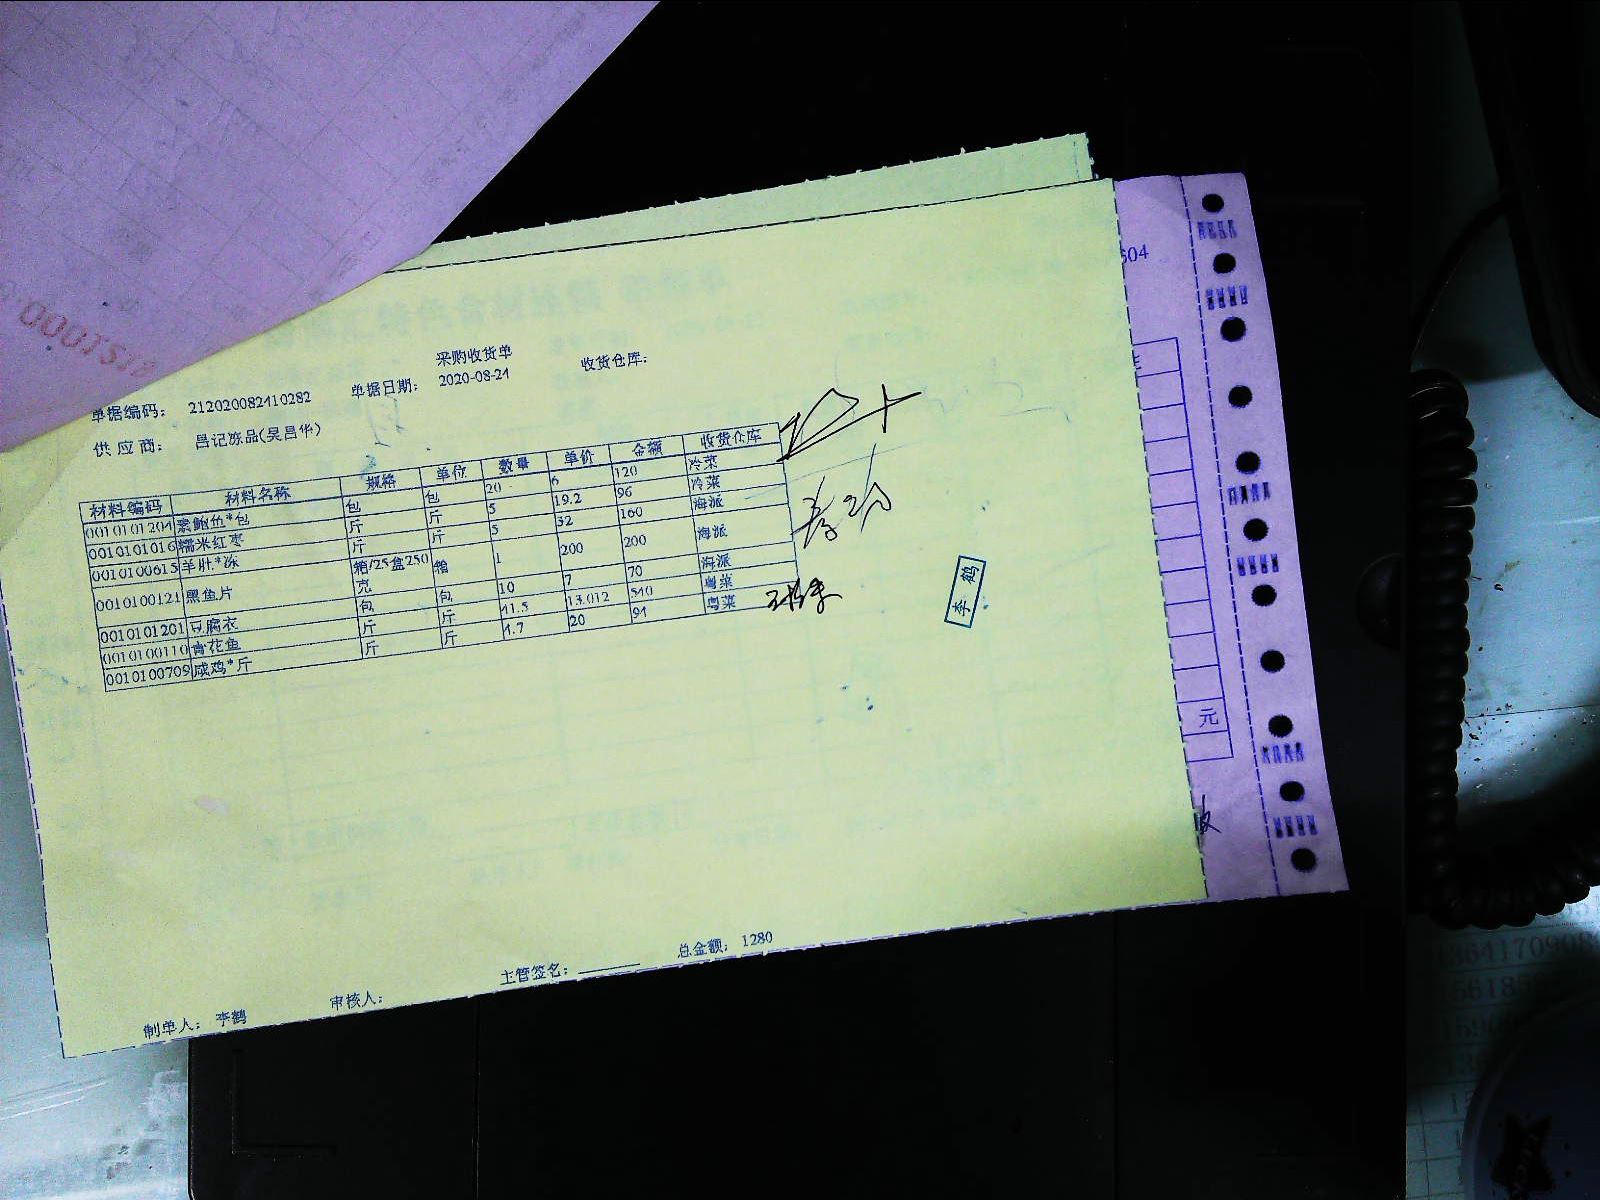 采购收货单
单据编码： 212020082410282 单据日期： 2020-08-24 收货仓库：
供 应 商： 吕记冻品(吴昌华)
材料编码 材料名称 规格 单位 数量 单价 金额 收货仓库
0010101204 素鲍鱼*包 包 包 20 6 120 冷菜
0010101016 糯米红枣 斤 斤 5 19.2 96 冷菜
0010100615 羊肚*冻 斤 斤 5 32 160 海派
0010100121 黑鱼片 箱/25盒250克 箱 1 200 200 海派
0010101201 豆腐衣 包 包 10 7 70 海派
0010100110 青花鱼 斤 斤 41.5 13.012 540 粤菜
0010100709 咸鸡*斤 斤 斤 4.7 20 94 粤菜
李鹤
总金额： 1280
主管签名：
审核人：
制单人： 李鹤
604
元